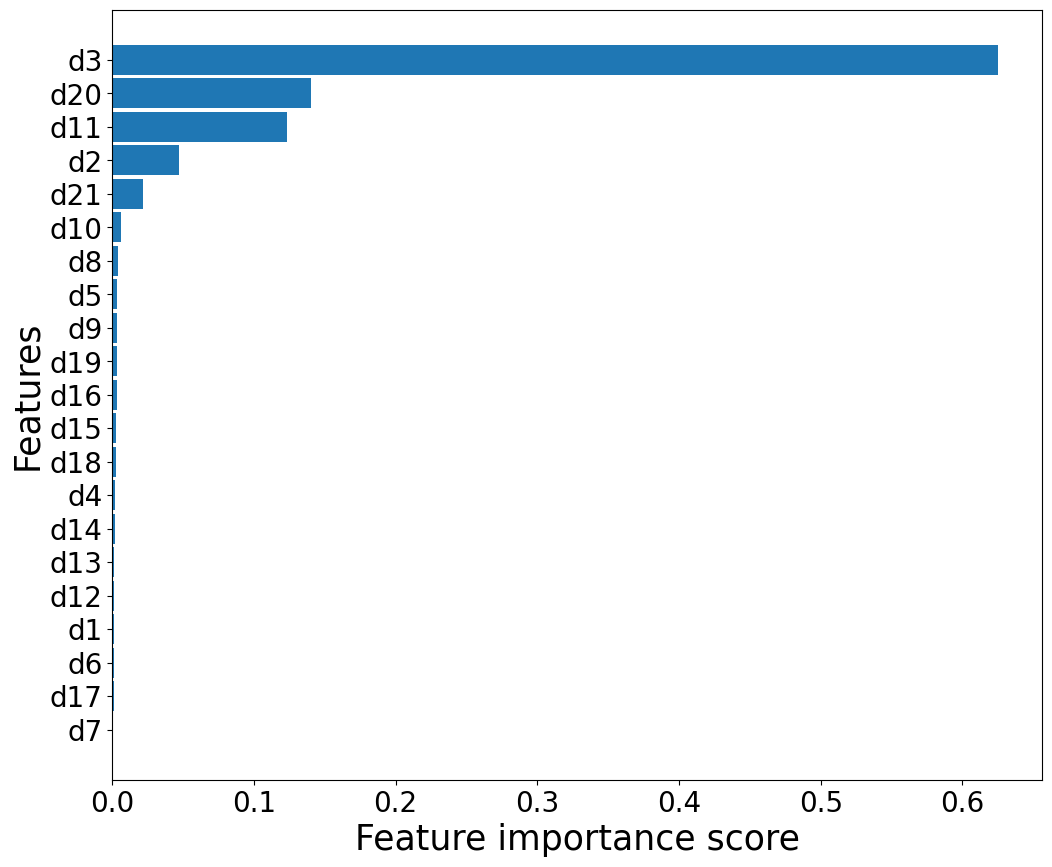 d3
d20
d11
d2
d21
d10
d8
d5
d9
d19
d16
d15
d18
d4
d14
d13
d12
d1
d6
d17
d7
Features
0.0 0.1 0.2 0.3 0.4 0.5 0.6
Feature importance score